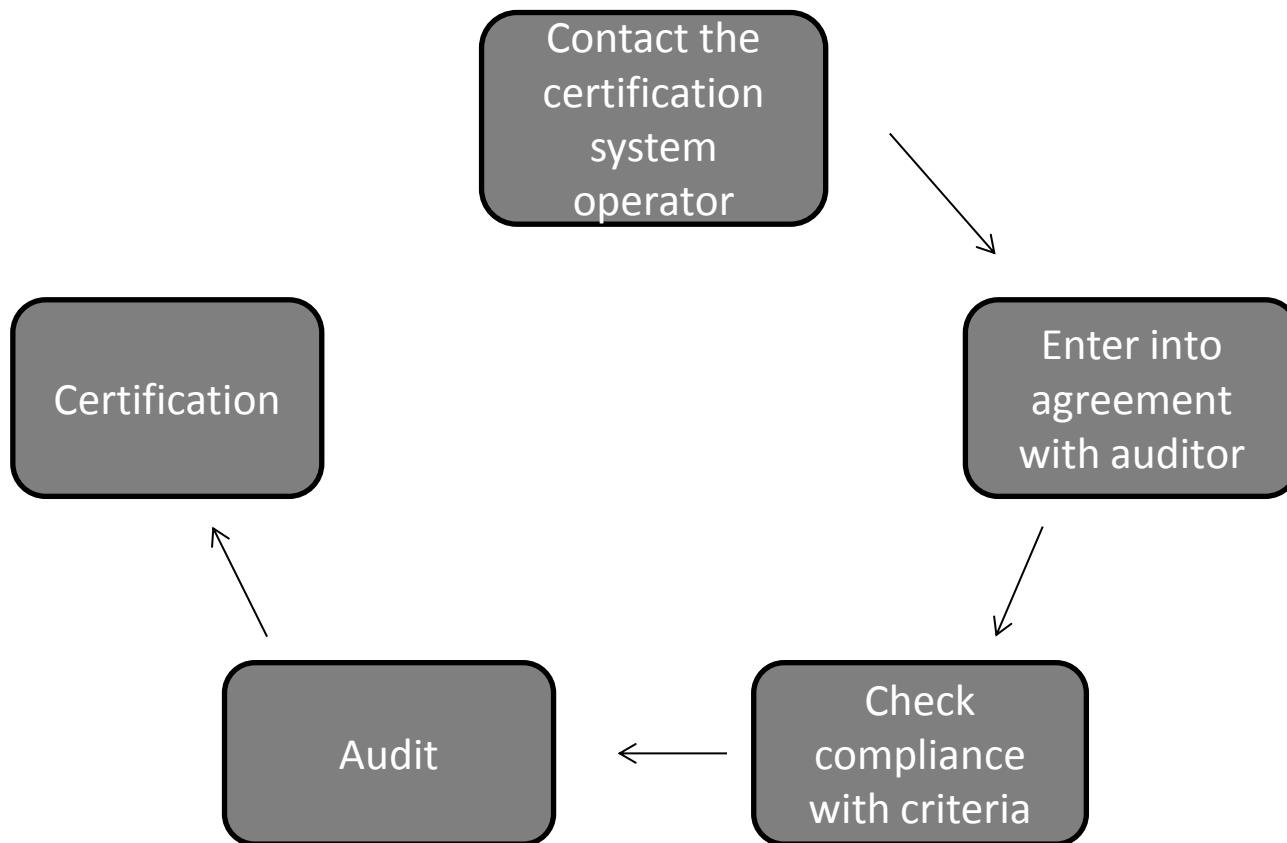 Contact the
certification
system
operator
Enter into
agreement
with auditor
Check
compliance
with criteria
Audit
Certification